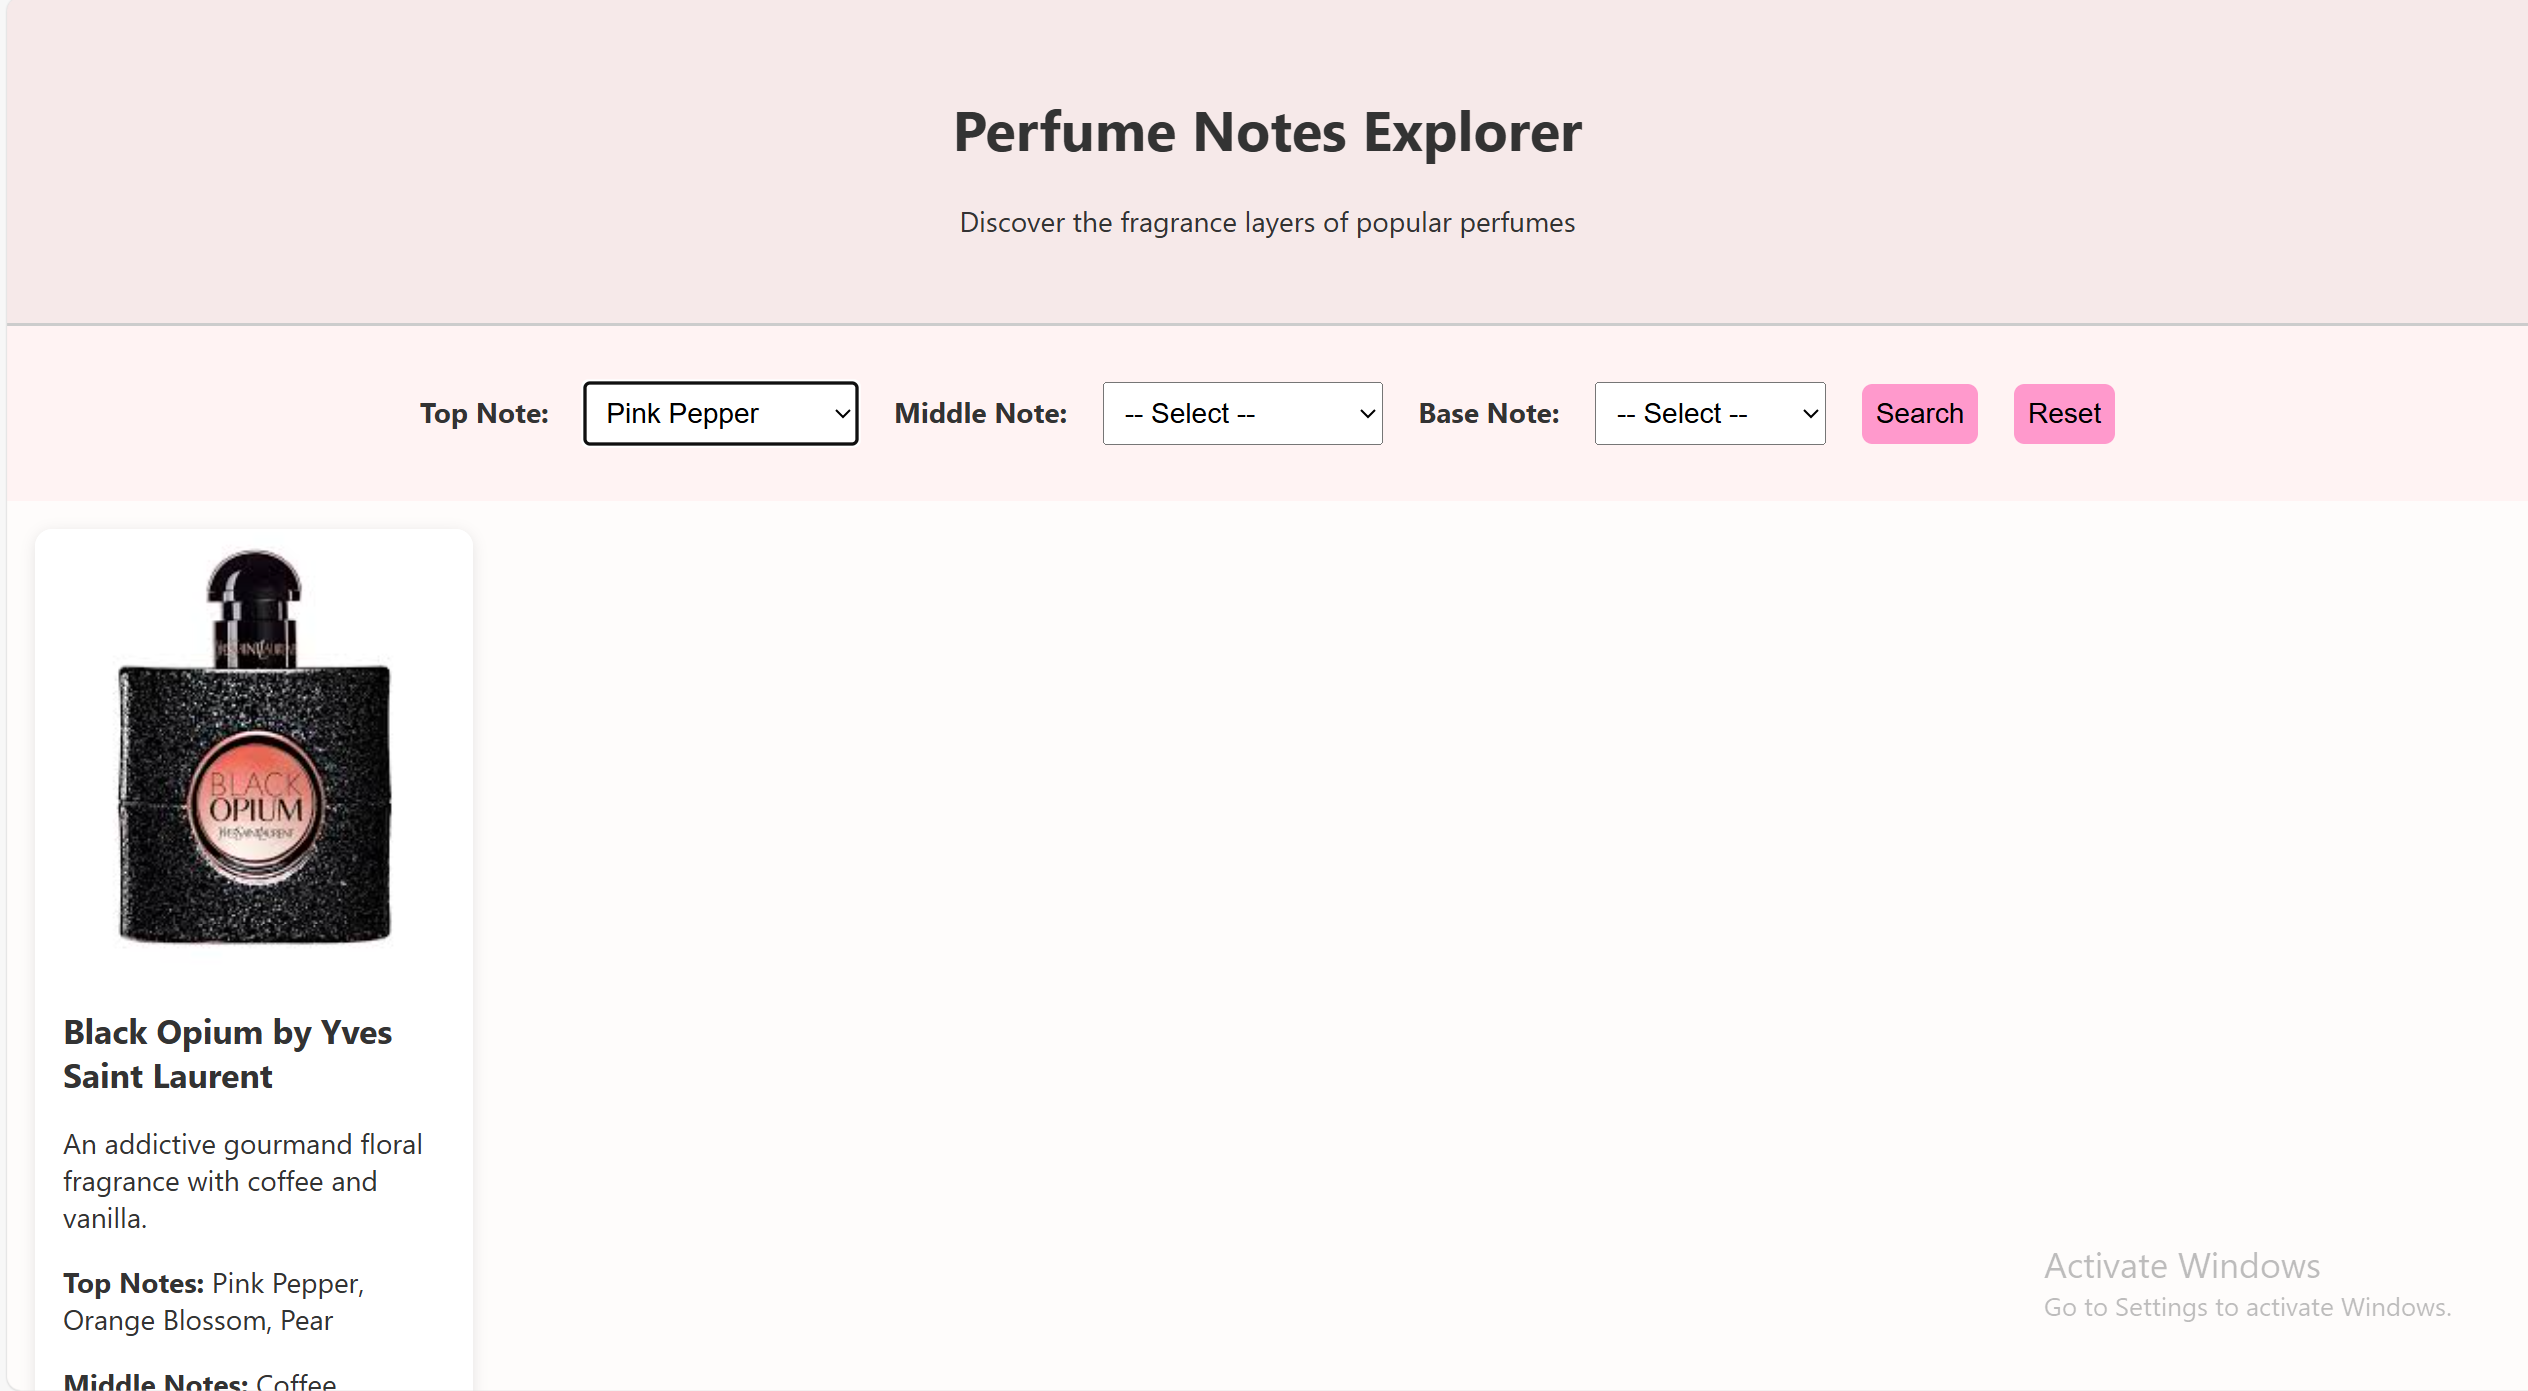 Perfume Notes Explorer
Discover the fragrance layers of popular perfumes
Top Note: Pink Pepper Middle Note: -- Select -- Base Note: -- Select -- Search Reset
YVESSAINTLAURENT
BLACK
OPIUM
YVESSAINTLAURENT
Black Opium by Yves
Saint Laurent
An addictive gourmand floral
fragrance with coffee and
vanilla.
Top Notes: Pink Pepper,
Orange Blossom, Pear
Middle Notes: Coffee
Activate Windows
Go to Settings to activate Windows.